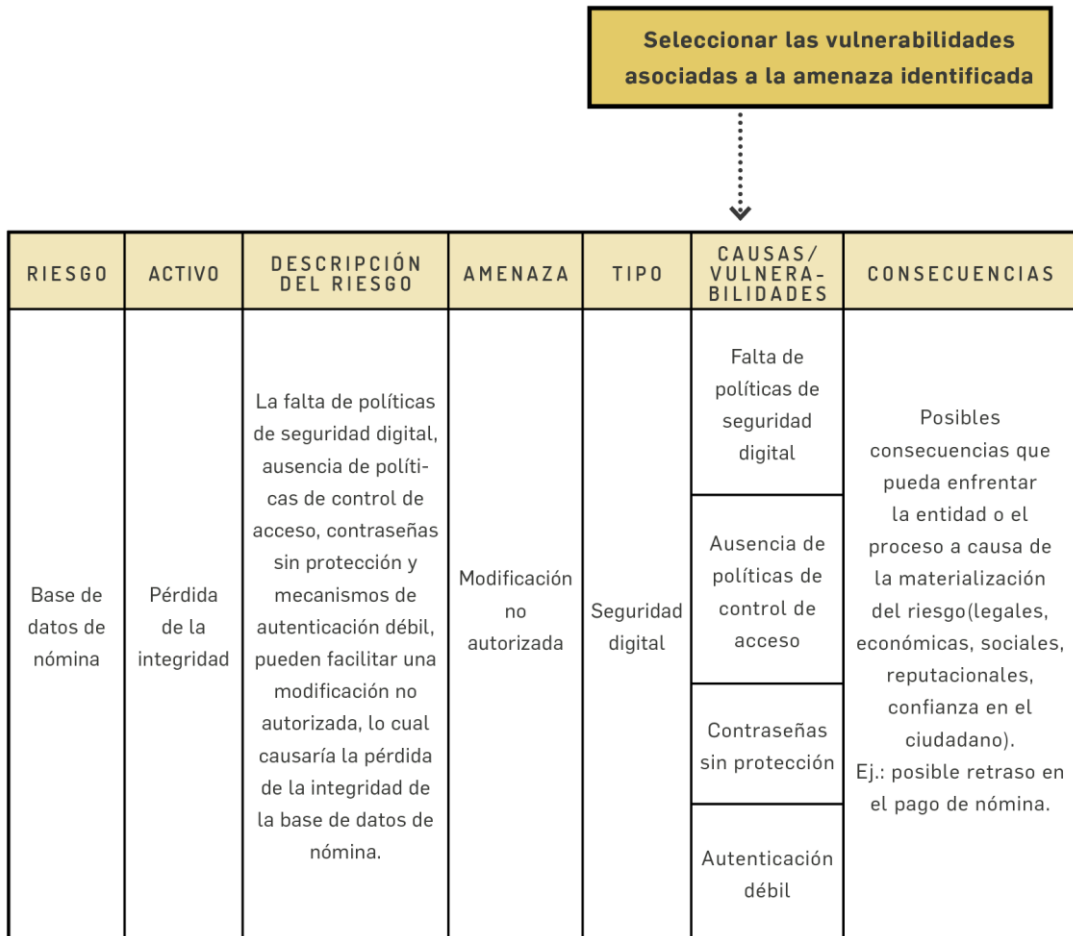 Seleccionar las vulnerabilidades
asociadas a la amenaza identificada
RIESGO
ACTIVO
DESCRIPCIÓN
DEL RIESGO
AMENAZA
TIPO
CAUSAS/
VULNERA-
BILIDADES
CONSECUENCIAS
Base de
datos de
nómina
Pérdida
de la
integridad
La falta de políticas
de seguridad digital,
ausencia de políti-
cas de control de
acceso, contraseñas
sin protección y
mecanismos de
autenticación débil,
pueden facilitar una
modificación no
autorizada, lo cual
causaría la pérdida
de la integridad de
la base de datos de
nómina.
Modificación
no
autorizada
Seguridad
digital
Falta de
políticas de
seguridad
digital
Ausencia de
políticas de
control de
acceso
Contraseñas
sin protección
Autenticación
débil
Posibles
consecuencias que
pueda enfrentar
la entidad o el
proceso a causa de
la materialización
del riesgo(legales,
económicas, sociales,
reputacionales,
confianza en el
ciudadano).
Ej.: posible retraso en
el pago de nómina.